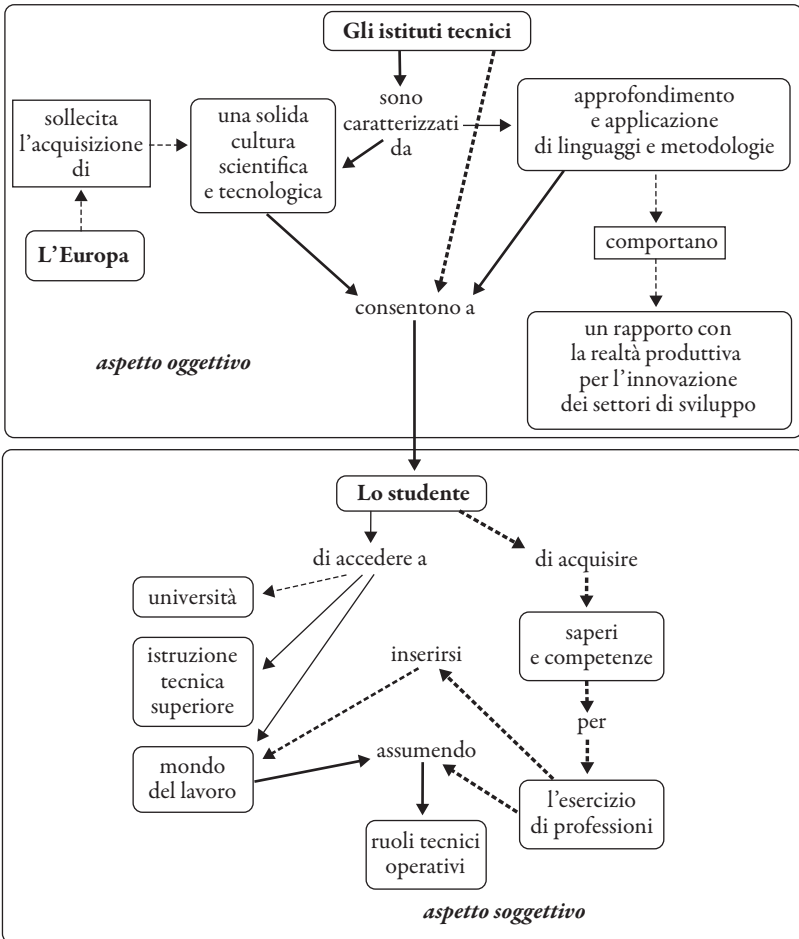 Gli istituti tecnici
sono
caratterizzati
da
sollecita
l'acquisizione
di
una solida
cultura
scientifica
e tecnologica
approfondimento
e applicazione
di linguaggi e metodologie
L'Europa
comportano
consentono a
un rapporto con
la realtà produttiva
per l'innovazione
dei settori di sviluppo
aspetto oggettivo
Lo studente
di accedere a
di acquisire
università
saperi
e competenze
istruzione
tecnica
superiore
inserirsi
per
mondo
del lavoro
assumendo
l'esercizio
di professioni
ruoli tecnici
operativi
aspetto soggettivo